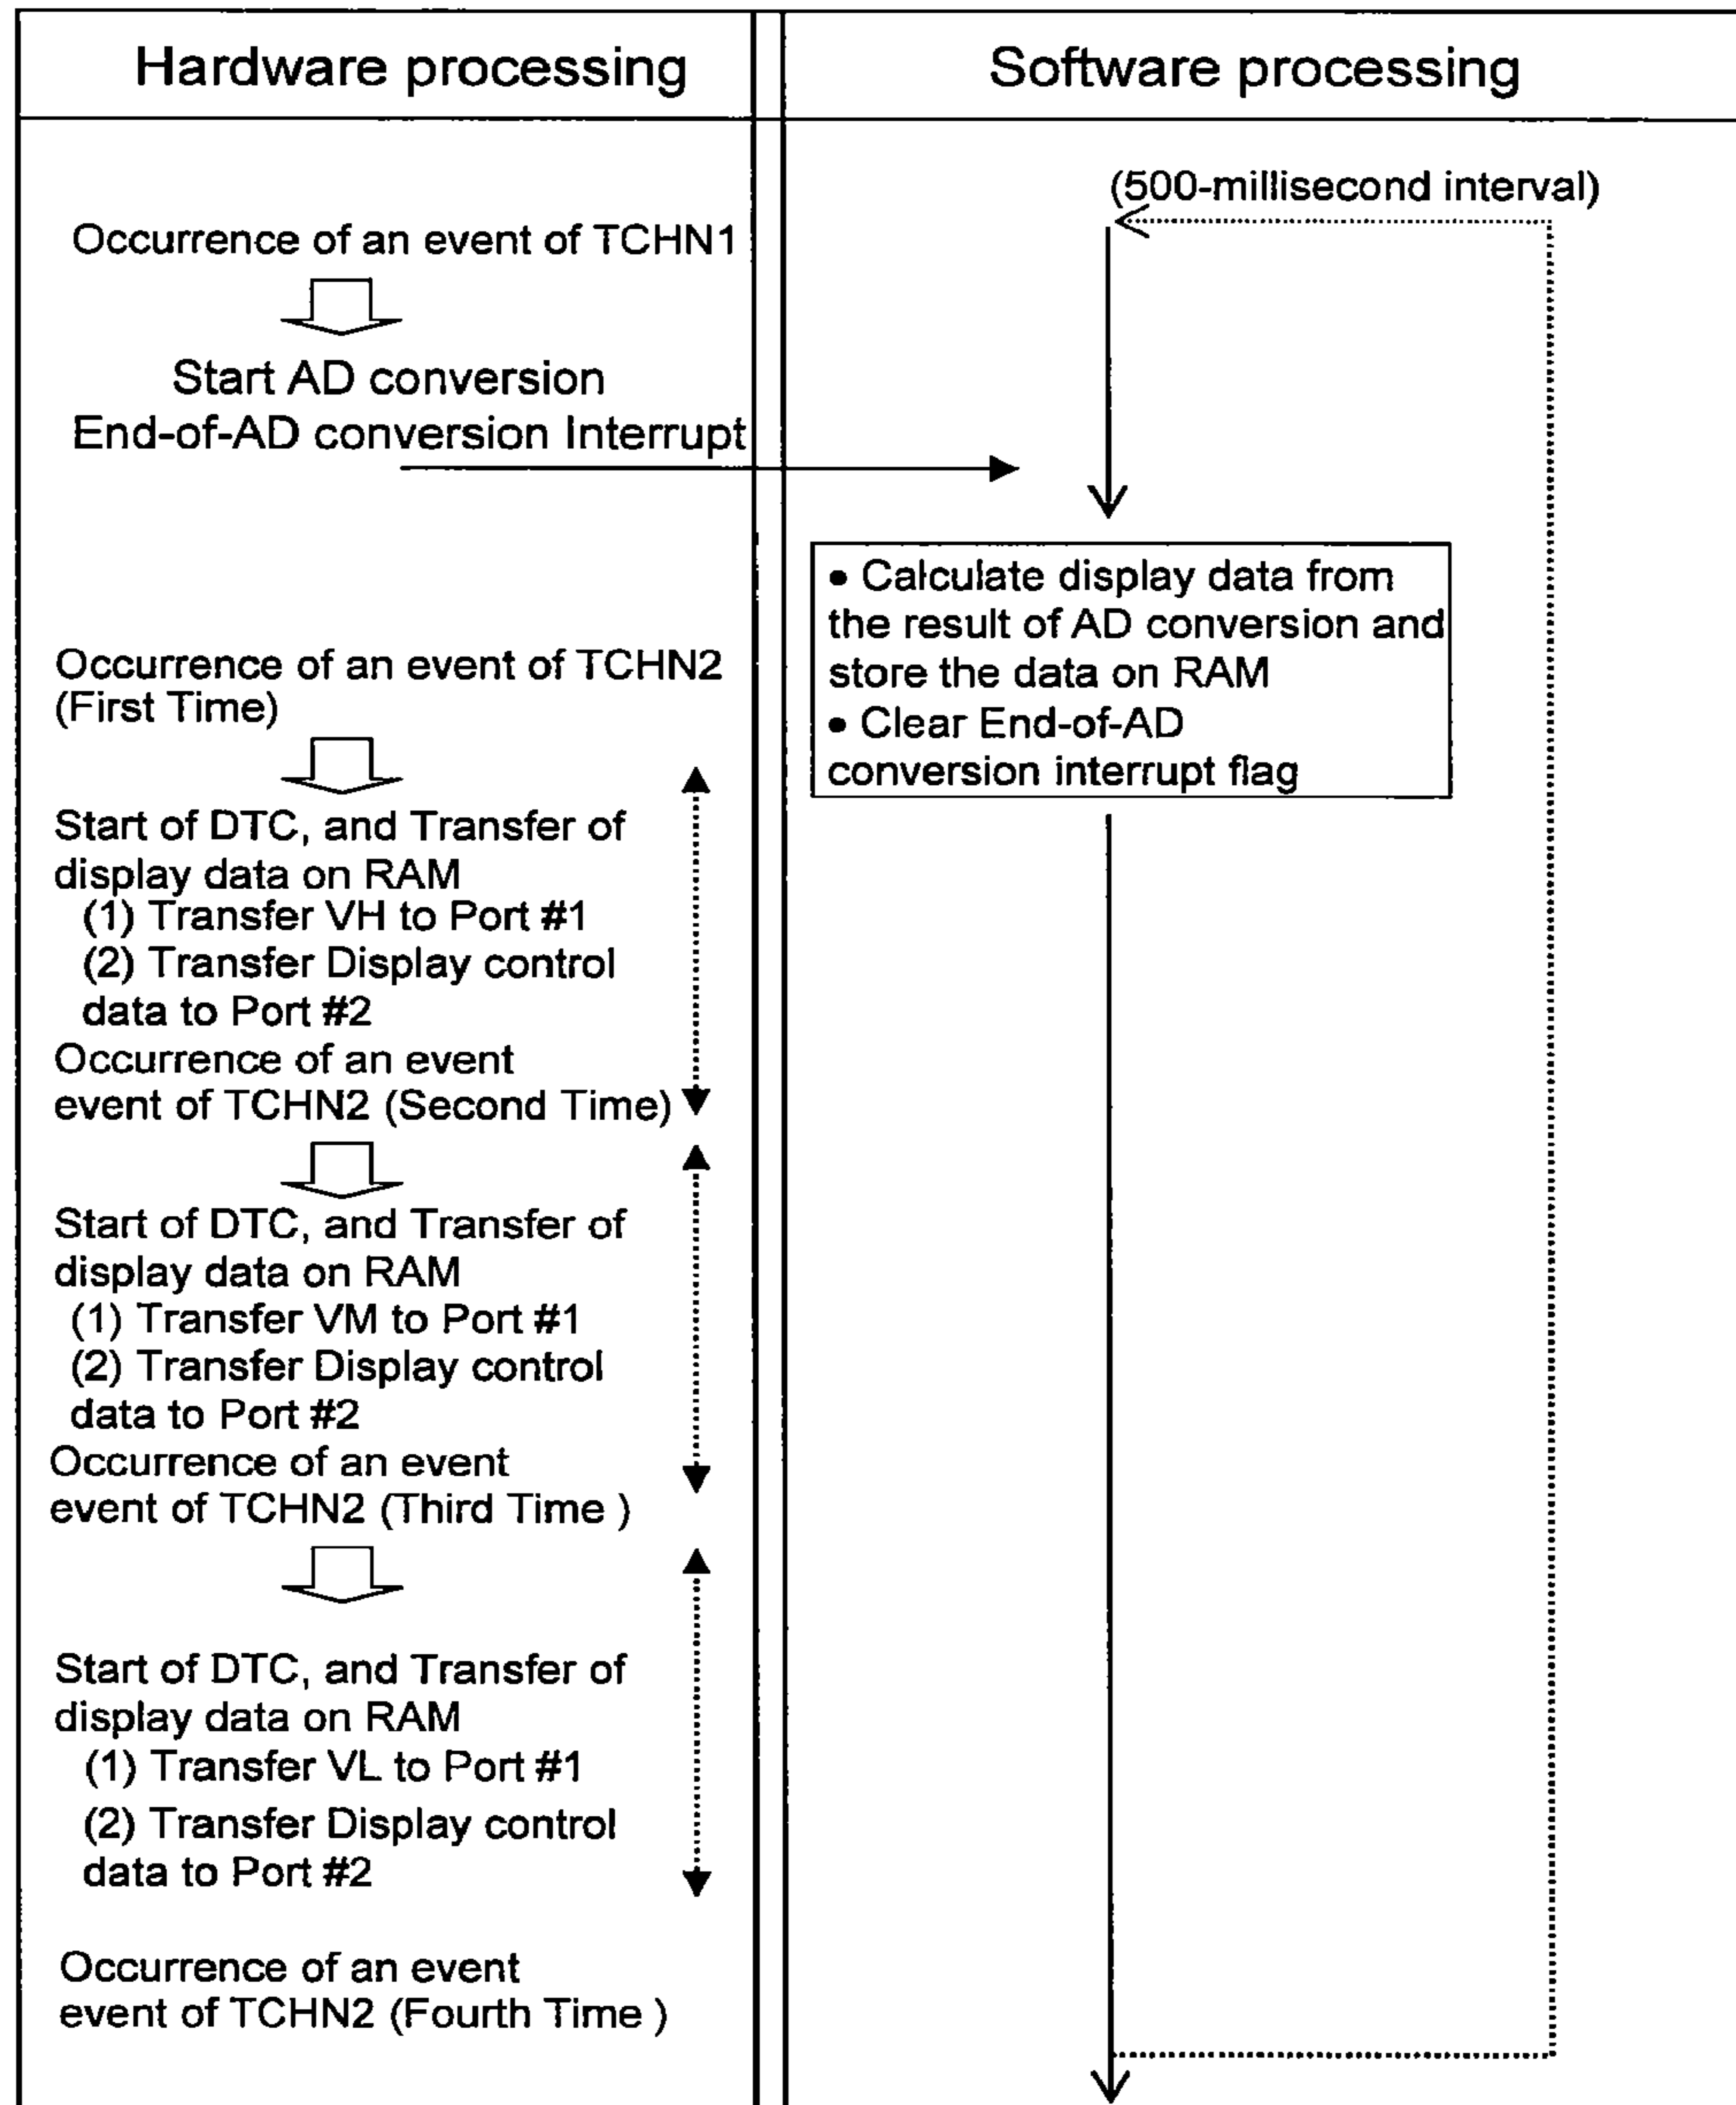 Hardware processing
Software processing
(500-millisecond interval)
Occurrence of an event of TCHN1
Start AD conversion
End-of-AD conversion Interrupt
• Calculate display data from
the result of AD conversion and
store the data on RAM
• Clear End-of-AD
conversion interrupt flag
Occurrence of an event of TCHN2
(First Time)
Start of DTC, and Transfer of
display data on RAM
(1) Transfer VH to Port #1
(2) Transfer Display control
data to Port #2
Occurrence of an event
event of TCHN2 (Second Time)
Start of DTC, and Transfer of
display data on RAM
(1) Transfer VM to Port #1
(2) Transfer Display control
data to Port #2
Occurrence of an event
event of TCHN2 (Third Time )
Start of DTC, and Transfer of
display data on RAM
(1) Transfer VL to Port #1
(2) Transfer Display control
data to Port #2
Occurrence of an event
event of TCHN2 (Fourth Time )